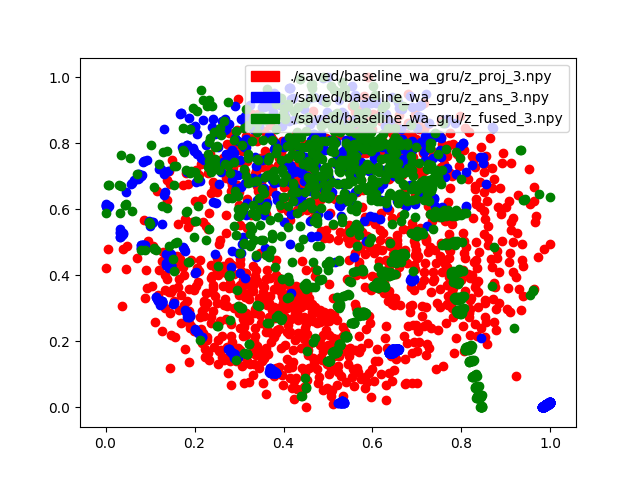 ./saved/baseline_wa_gru/z_proj_3.npy
./saved/baseline_wa_gru/z_ans_3.npy
./saved/baseline_wa_gru/z_fused_3.npy
1.0
0.8
0.6
0.4
0.2
0.0
0.0 0.2 0.4 0.6 0.8 1.0